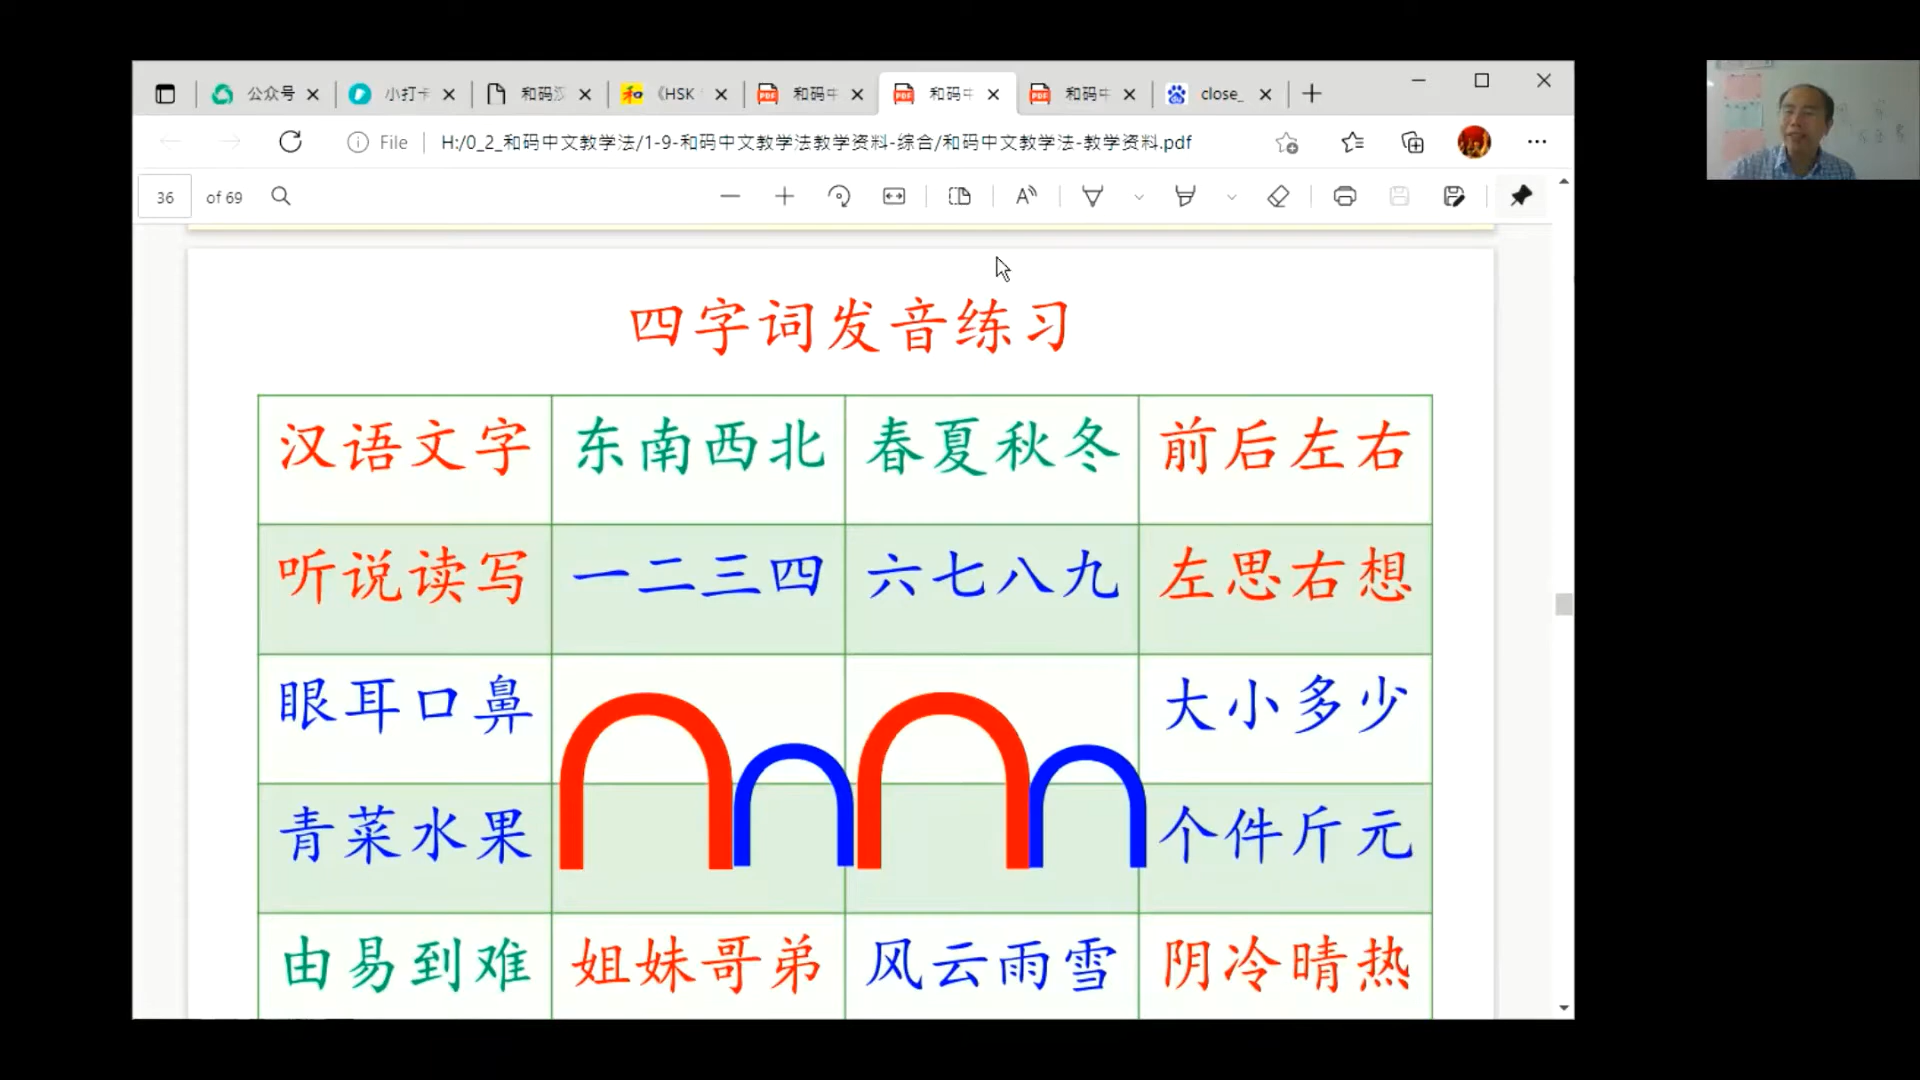 公众号
小打卡
和码汉
《HSK
和码中
和码中
和码中
close_
File H:/0_2_和码中文教学法/1-9-和码中文教学法教学资料-综合/和码中文教学法-教学资料.pdf
36 of 69
四字词发音练习
汉语文字 东南西北 春夏秋冬 前后左右
听说读写 一二三四 六七八九 左思右想
眼耳口鼻 大小多少
青菜水果 个件斤元
由易到难 姐妹哥弟 风云雨雪 阴冷晴热